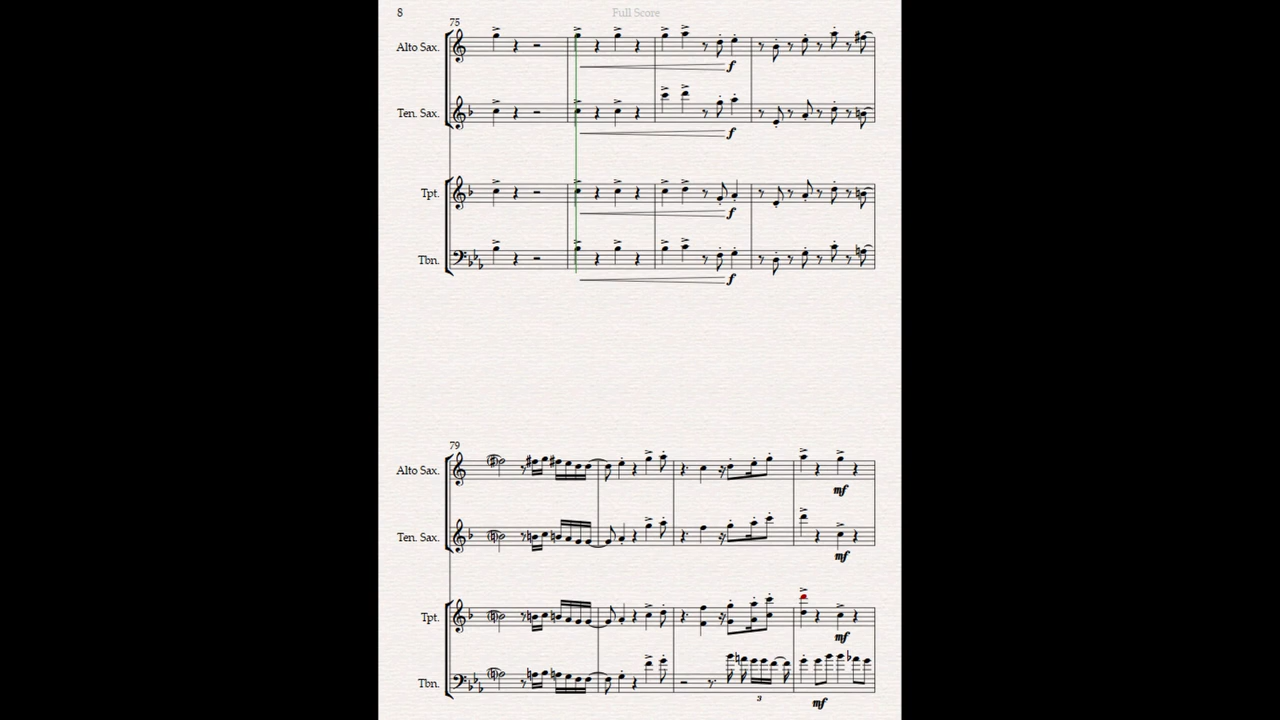 8
Full Score
75
Alto Sax.
f
Ten. Sax.
f
Tpt.
f
Tbn.
f
79
Alto Sax.
mf
Ten. Sax.
mf
Tpt.
mf
Tbn.
3
mf